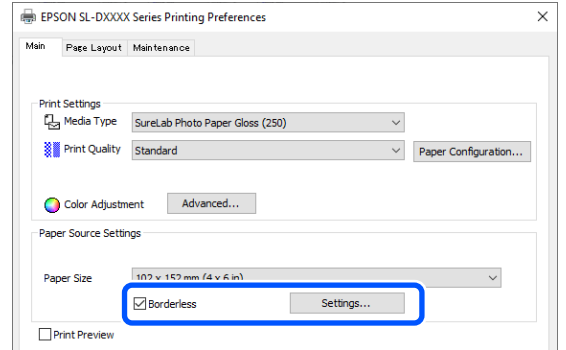 EPSON SL-DXXXX Series Printing Preferences
Main Page Layout Maintenance
Print Settings
Media Type SureLab Photo Paper Gloss (250)
Print Quality Standard Paper Configuration...
Color Adjustment Advanced...
Paper Source Settings
Paper Size 102 x 152 mm (4 x 6 in)
Borderless Settings...
Print Preview